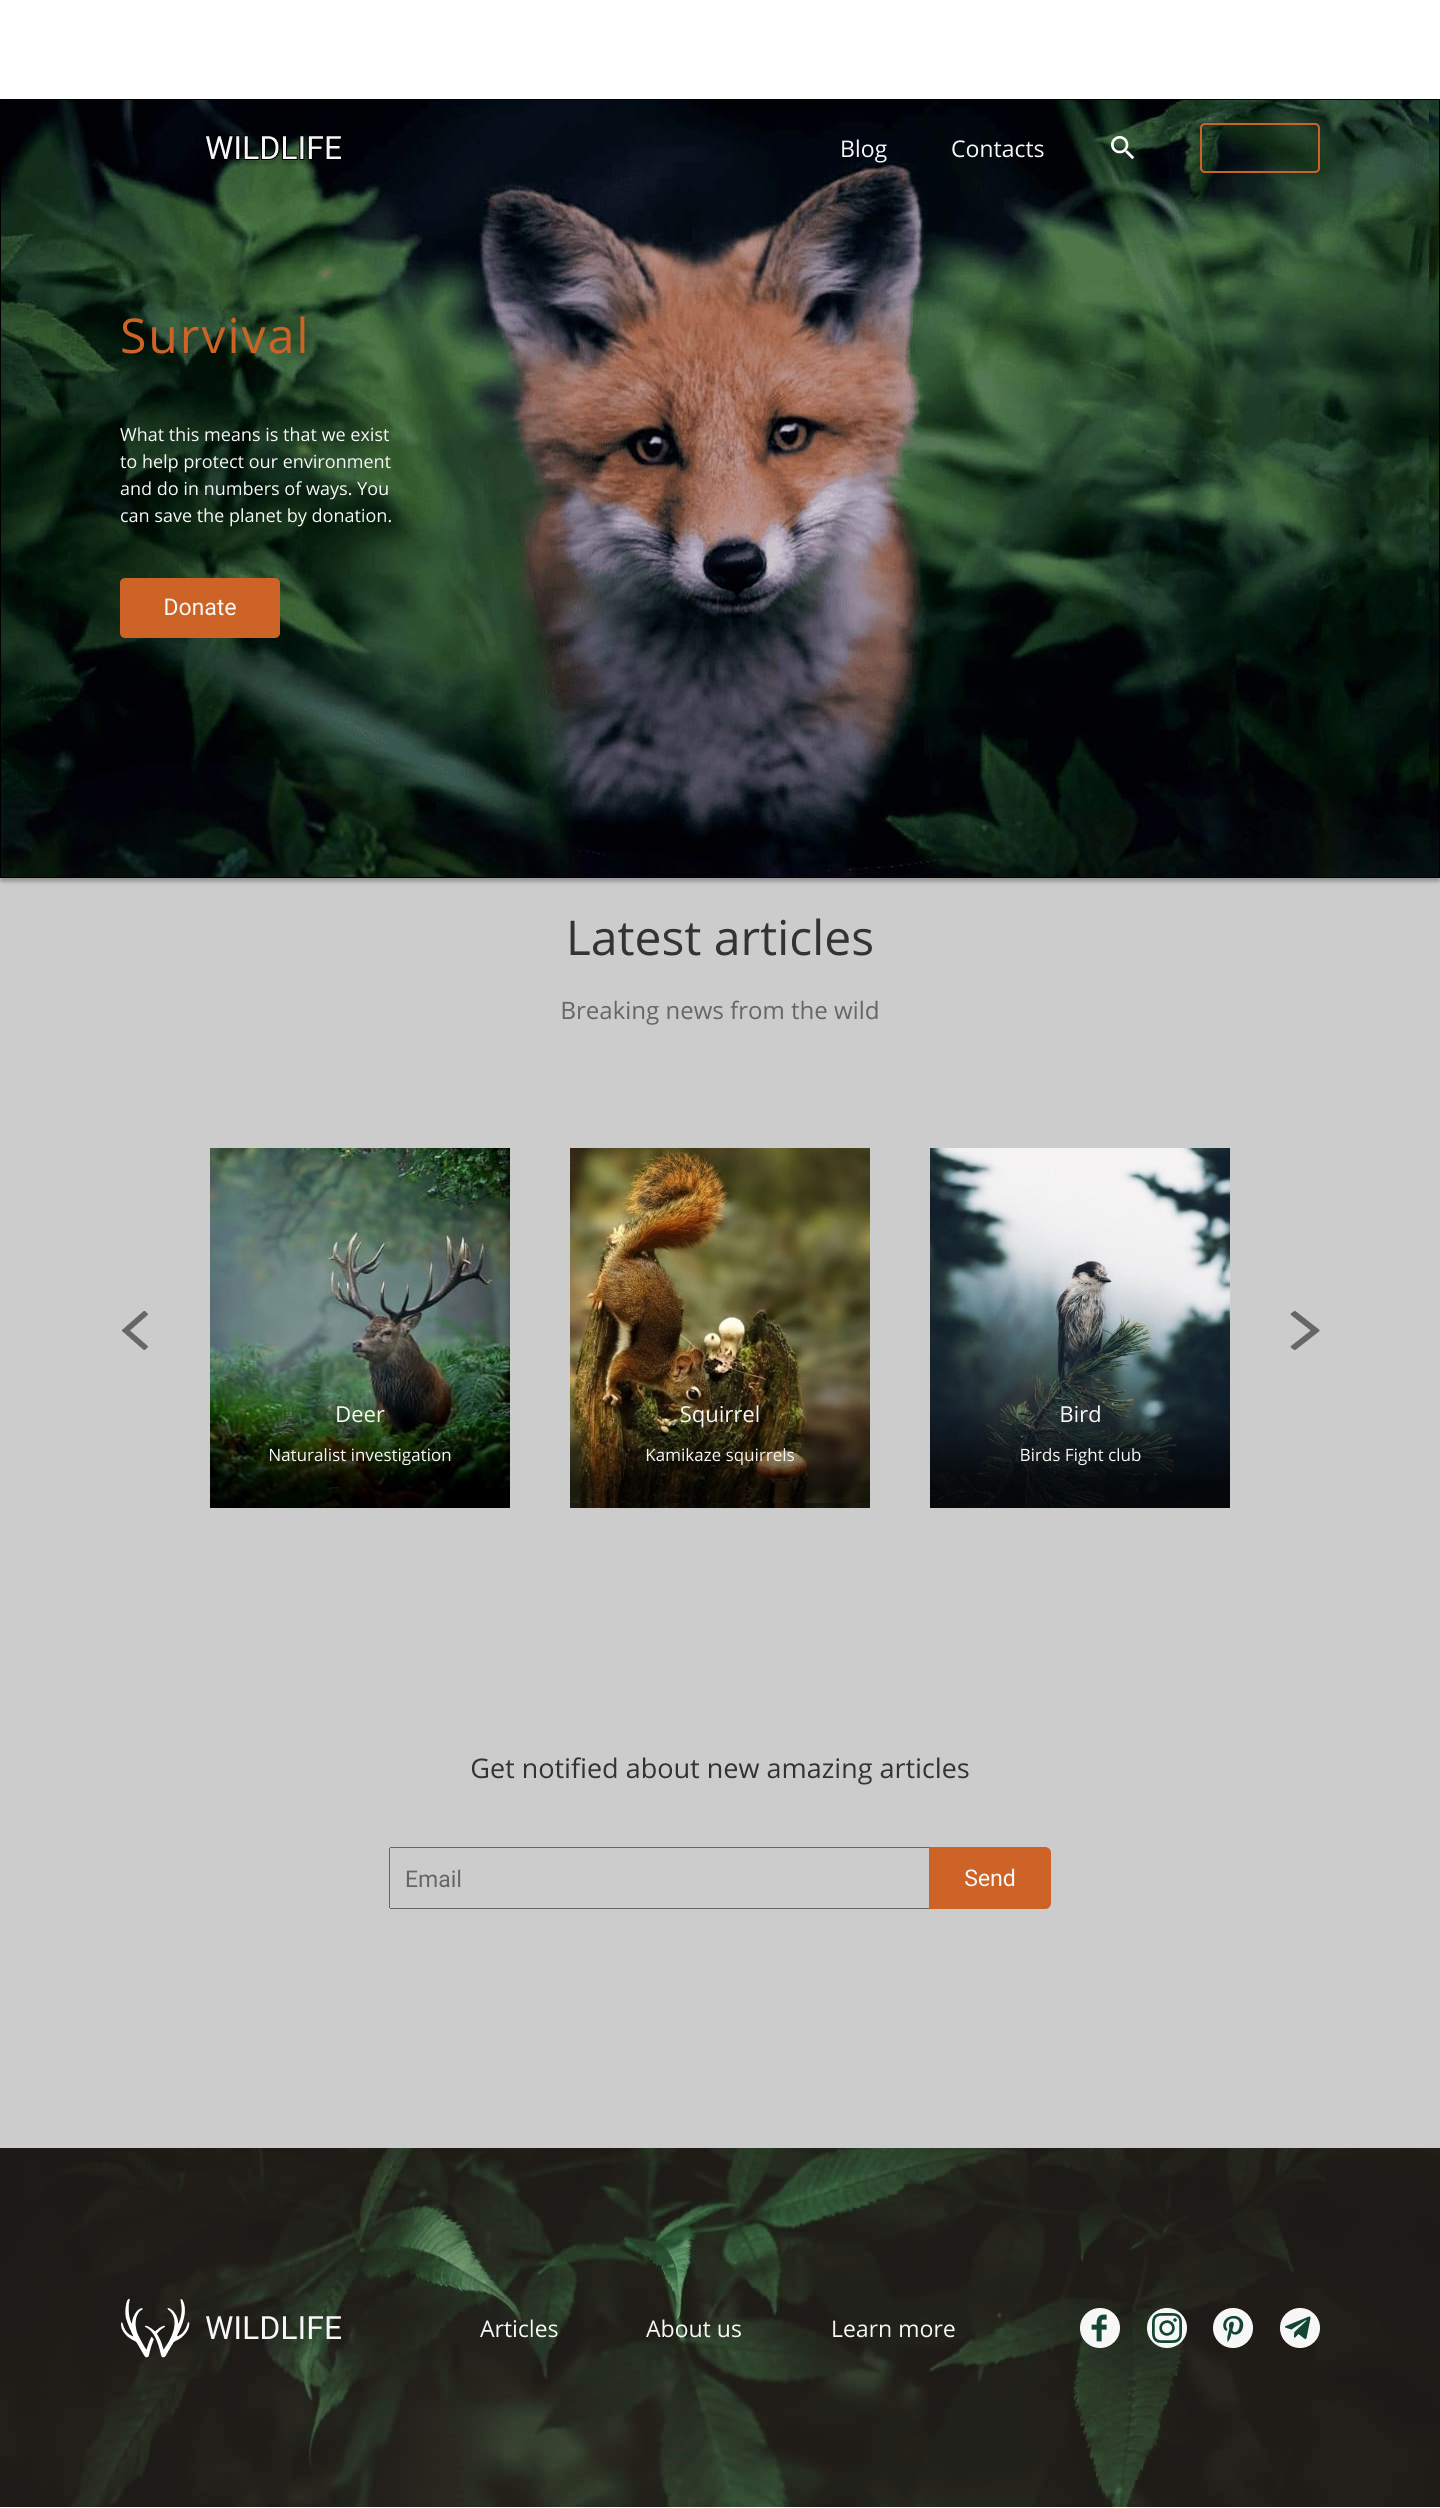 WILDLIFE
Blog
Contacts
Survival
What this means is that we exist
to help protect our environment
and do in numbers of ways. You
can save the planet by donation.
Donate
Latest articles
Breaking news from the wild
Deer
Naturalist investigation
Squirrel
Kamikaze squirrels
Bird
Birds Fight club
Get notified about new amazing articles
Email
Send
WILDLIFE
Articles
About us
Learn more